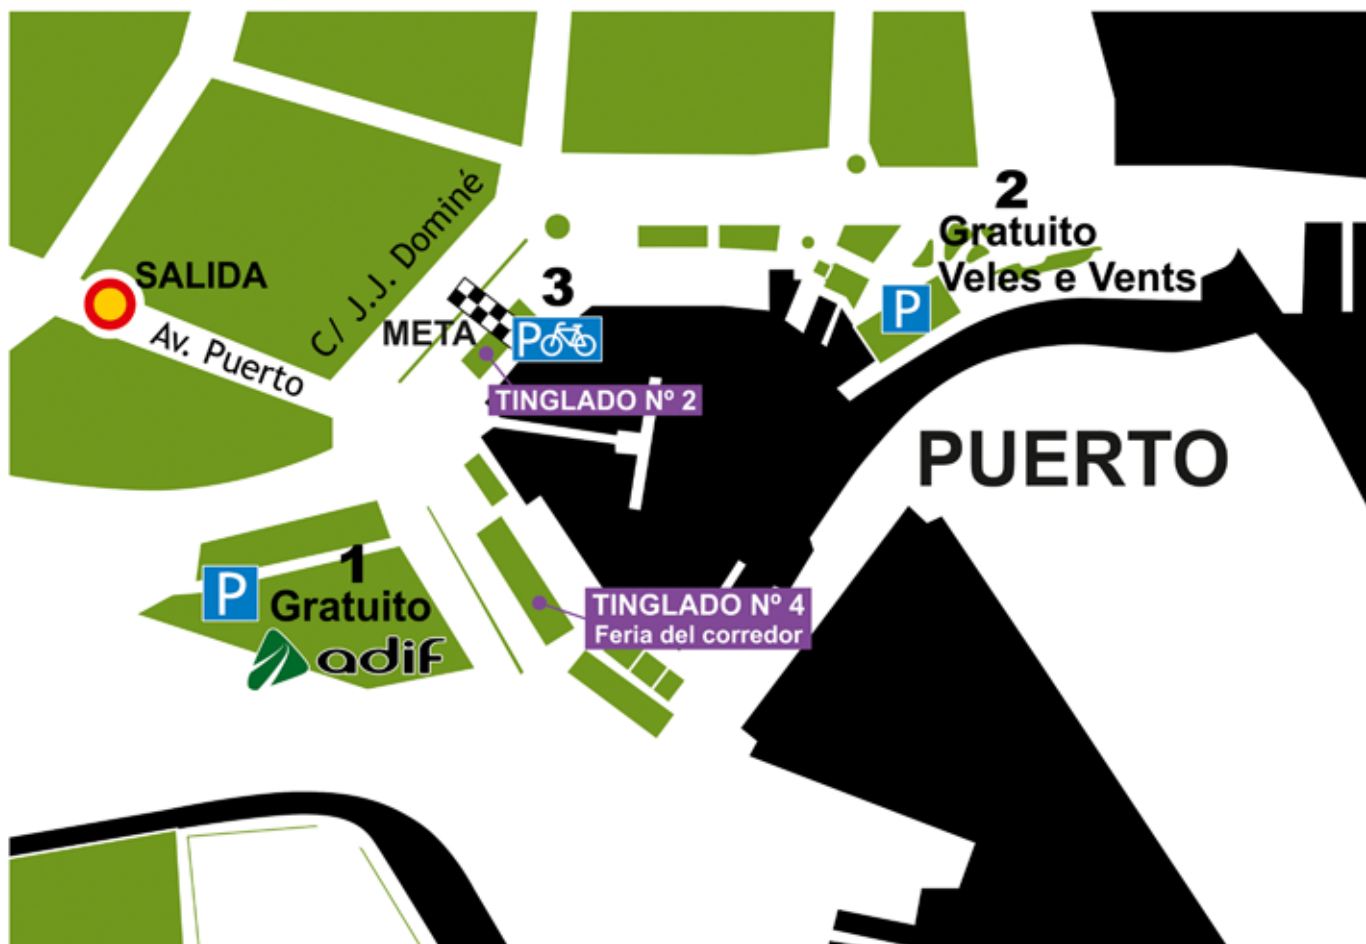 SALIDA
Av. Puerto
C/ J.J. Dominé
META
3
P
TINGLADO Nº 2
2
Gratuito
Veles e Vents
P
PUERTO
1
P
Gratuito
adif
TINGLADO Nº 4
Feria del corredor